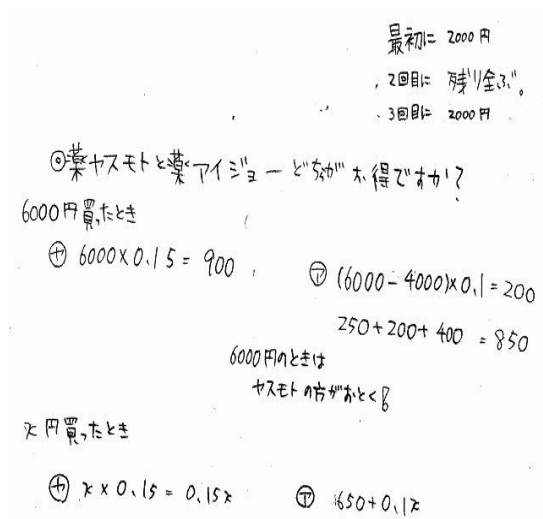 最初に 2000円
・2回目に 残り全ぶ。
・3回目に 2000円
◎薬ヤスモトと薬アイジョーどちらがお得ですか?
6000円買ったとき
ヤ 6000×0.15=900
ア (6000-4000)×0.1=200
250+200+400=850
6000円のときは
ヤスモトの方がおとく!
x円買ったとき
ヤ x×0.15=0.15x
ア 650+0.1x